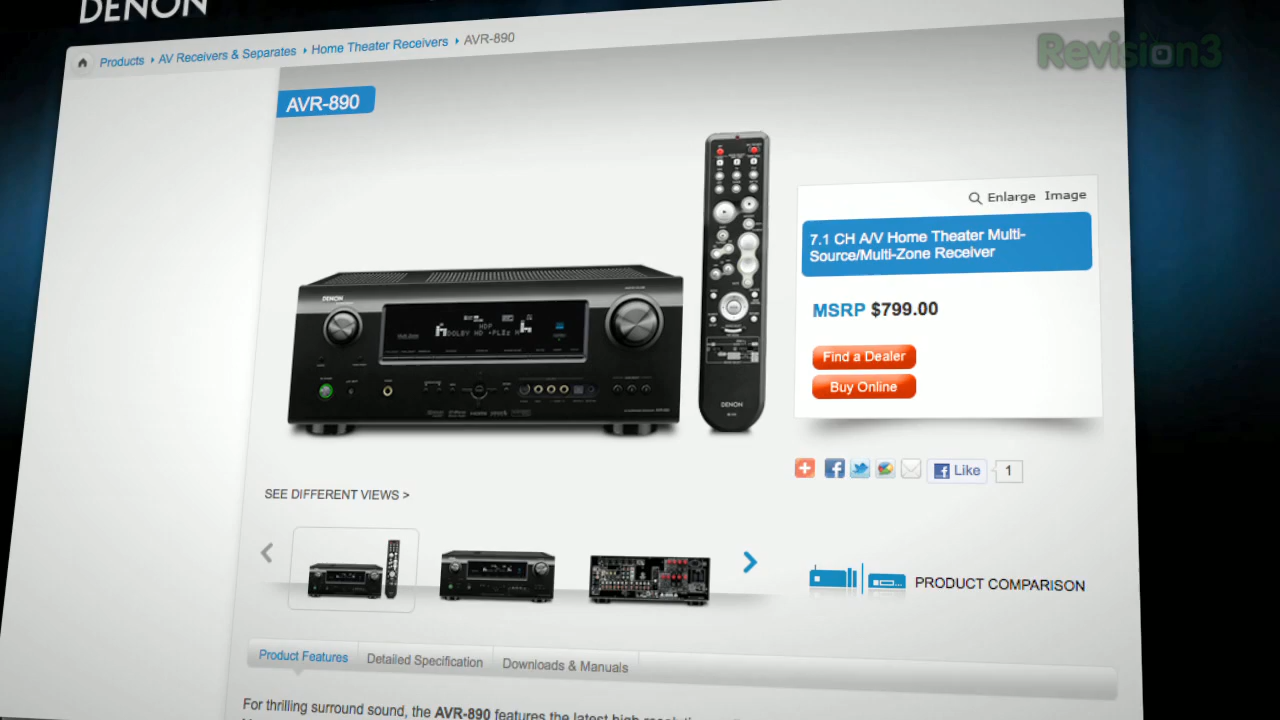 DENON
Revision3
Products
AV Receivers & Separates
Home Theater Receivers
AVR-890
AVR-890
Enlarge Image
7.1 CH A/V Home Theater Multi-
Source/Multi-Zone Receiver
MSRP $799.00
Find a Dealer
Buy Online
DENON
DENON
Like
1
SEE DIFFERENT VIEWS >
PRODUCT COMPARISON
Product Features
Detailed Specification
Downloads & Manuals
For thrilling surround sound, the AVR-890 features the latest high